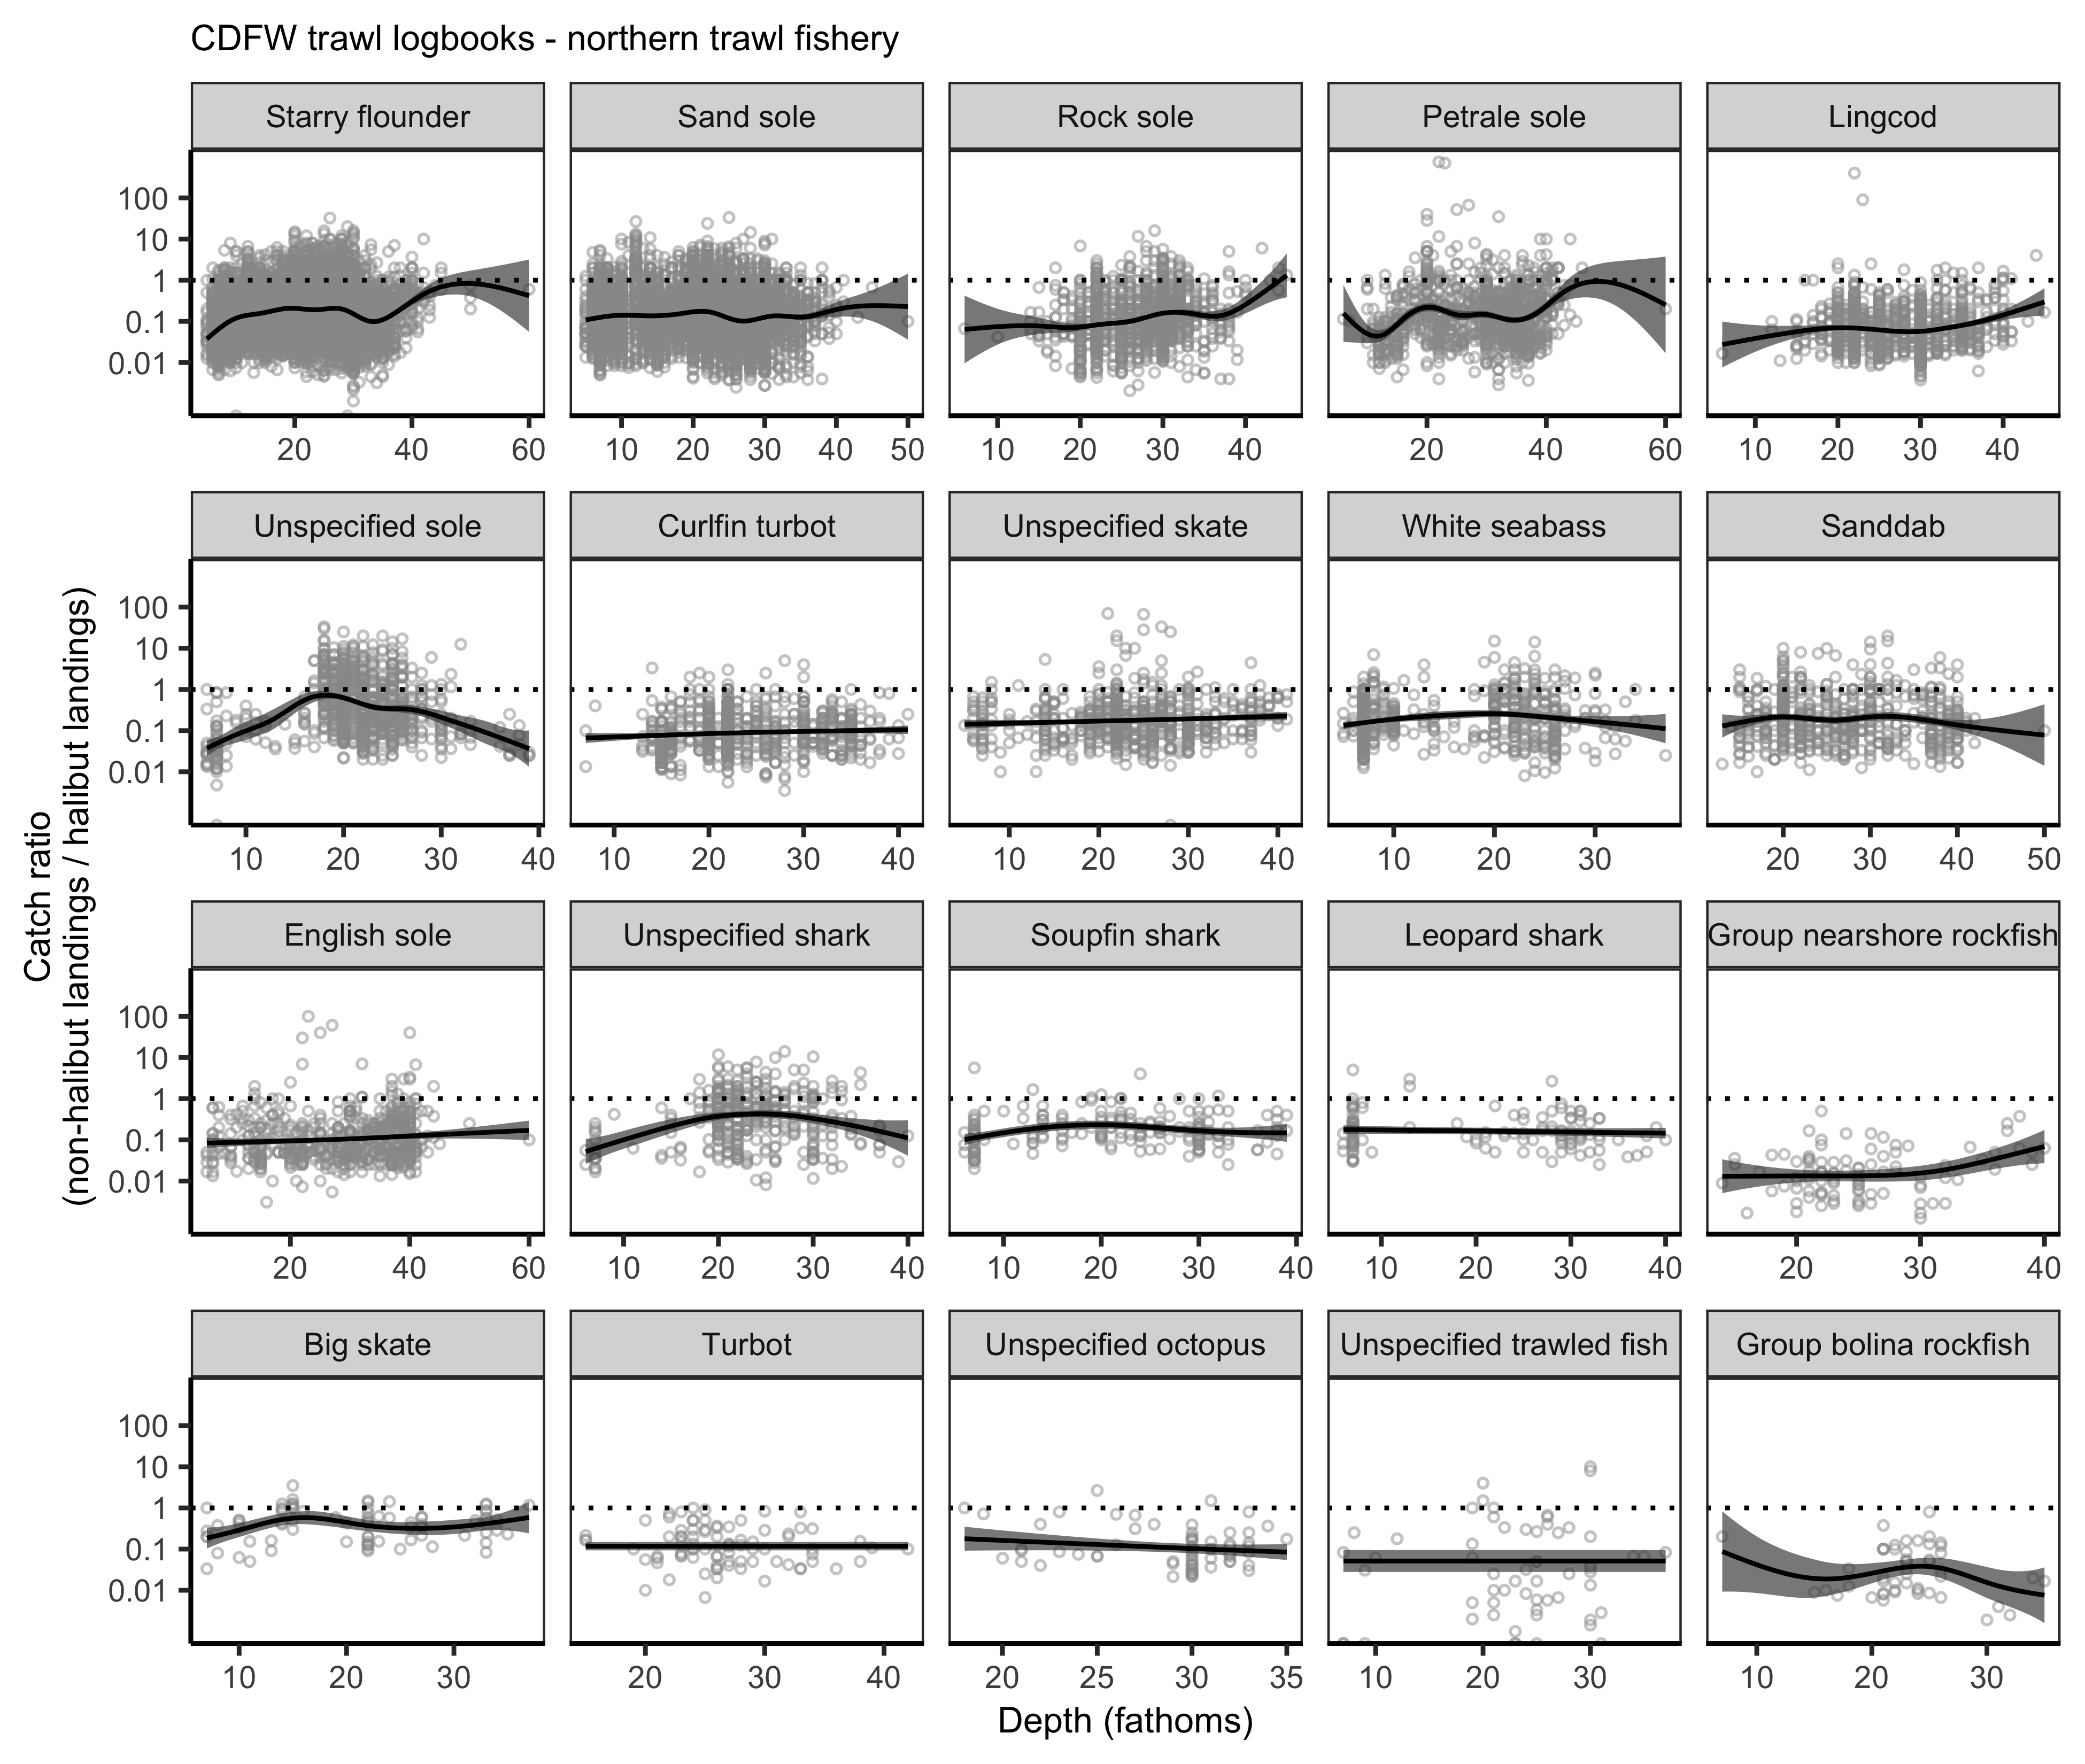 CDFW trawl logbooks - northern trawl fishery
Starry flounder
Sand sole
Rock sole
Petrale sole
Lingcod
100
10
1
0.1
0.01
20 40 60
10 20 30 40 50
10 20 30 40
20 40 60
10 20 30 40
Unspecified sole
Curlfin turbot
Unspecified skate
White seabass
Sanddab
100
10
1
0.1
0.01
10 20 30 40
10 20 30 40
10 20 30 40
10 20 30
20 30 40 50
English sole
Unspecified shark
Soupfin shark
Leopard shark
Group nearshore rockfish
100
10
1
0.1
0.01
20 40 60
10 20 30 40
10 20 30 40
10 20 30 40
20 30 40
Big skate
Turbot
Unspecified octopus
Unspecified trawled fish
Group bolina rockfish
100
10
1
0.1
0.01
10 20 30
20 30 40
20 25 30 35
10 20 30
10 20 30
Depth (fathoms)
Catch ratio
(non-halibut landings / halibut landings)